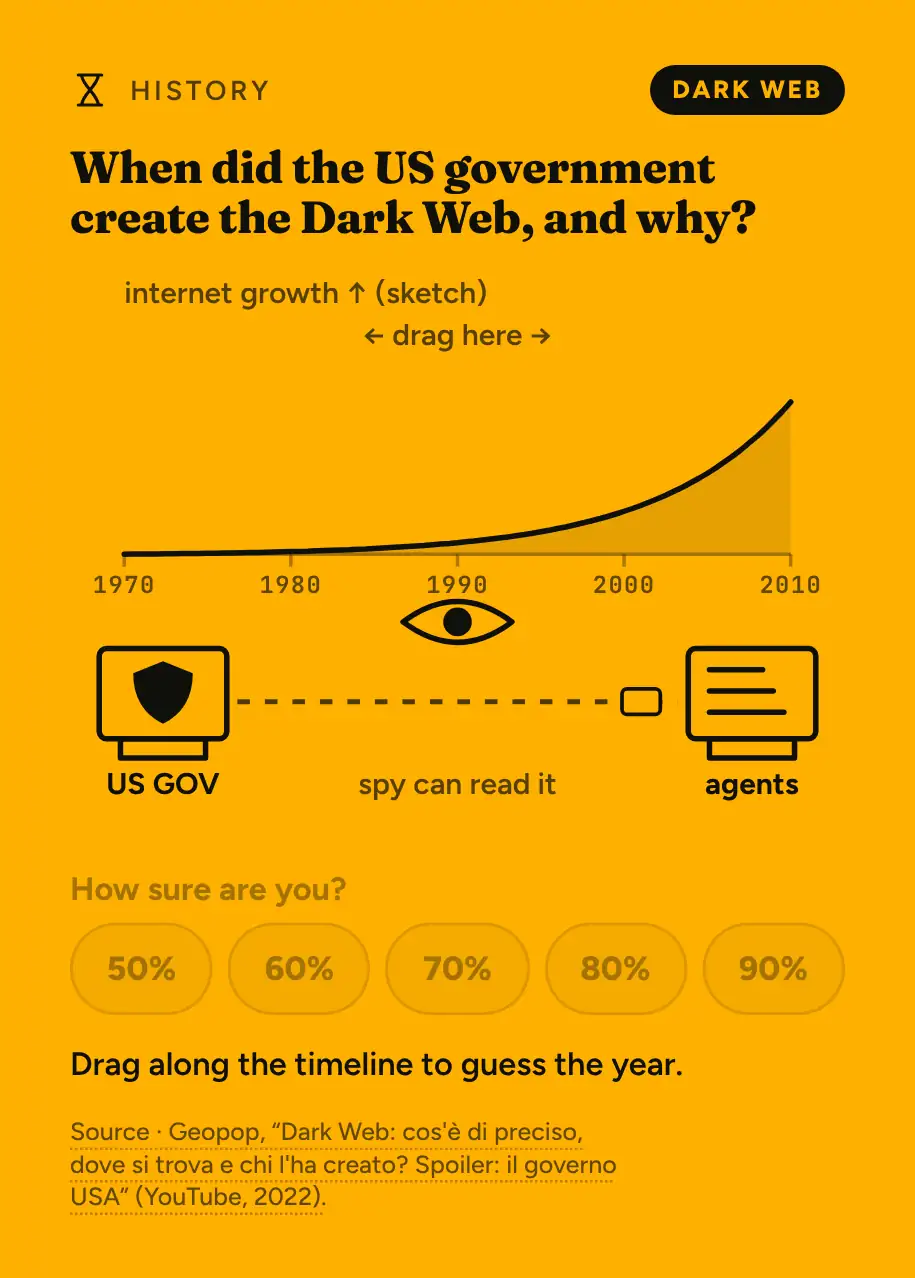 HISTORY
DARK WEB
When did the US government
create the Dark Web, and why?
internet growth ↑ (sketch)
← drag here →
1970 1980 1990 2000 2010
US GOV
spy can read it
agents
How sure are you?
50% 60% 70% 80% 90%
Drag along the timeline to guess the year.
Source · Geopop, “Dark Web: cos'è di preciso,
dove si trova e chi l'ha creato? Spoiler: il governo
USA” (YouTube, 2022).